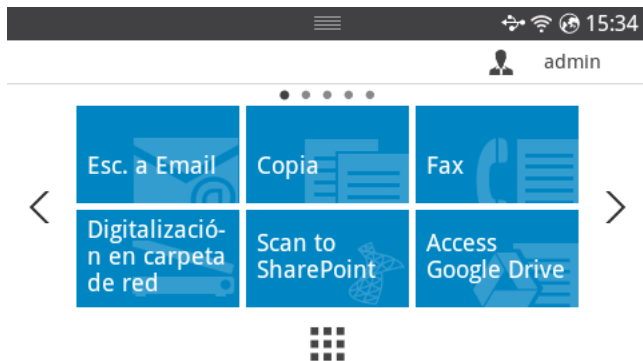 15:34
admin
Esc. a Email
Copia
Fax
Digitalizació-
n en carpeta
de red
Scan to
SharePoint
Access
Google Drive